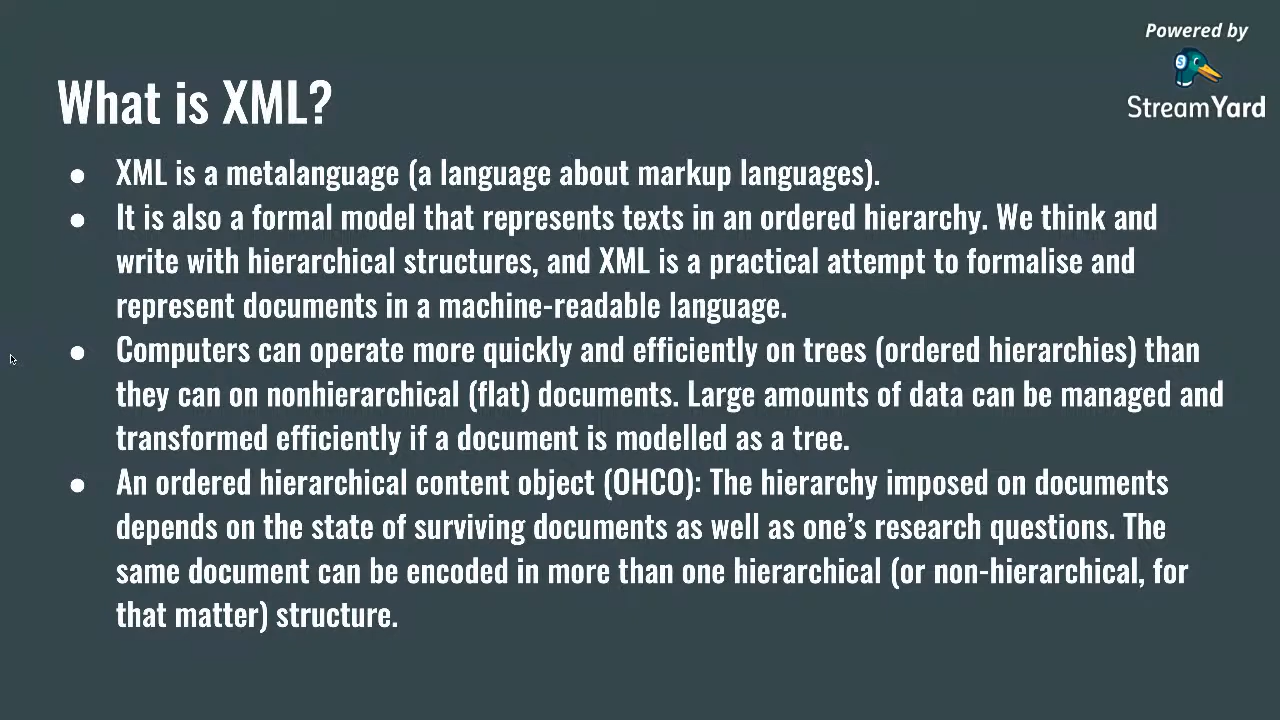 Powered by
StreamYard
What is XML?
● XML is a metalanguage (a language about markup languages).
● It is also a formal model that represents texts in an ordered hierarchy. We think and
write with hierarchical structures, and XML is a practical attempt to formalise and
represent documents in a machine-readable language.
● Computers can operate more quickly and efficiently on trees (ordered hierarchies) than
they can on nonhierarchical (flat) documents. Large amounts of data can be managed and
transformed efficiently if a document is modelled as a tree.
● An ordered hierarchical content object (OHCO): The hierarchy imposed on documents
depends on the state of surviving documents as well as one’s research questions. The
same document can be encoded in more than one hierarchical (or non-hierarchical, for
that matter) structure.